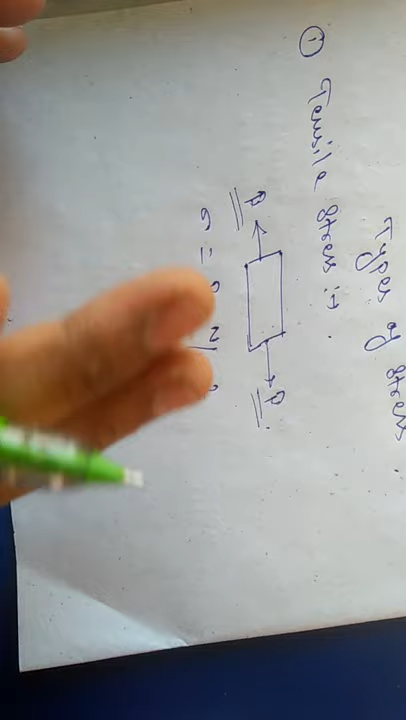 Types of stress
① Tensile stress :→
P P
σ =